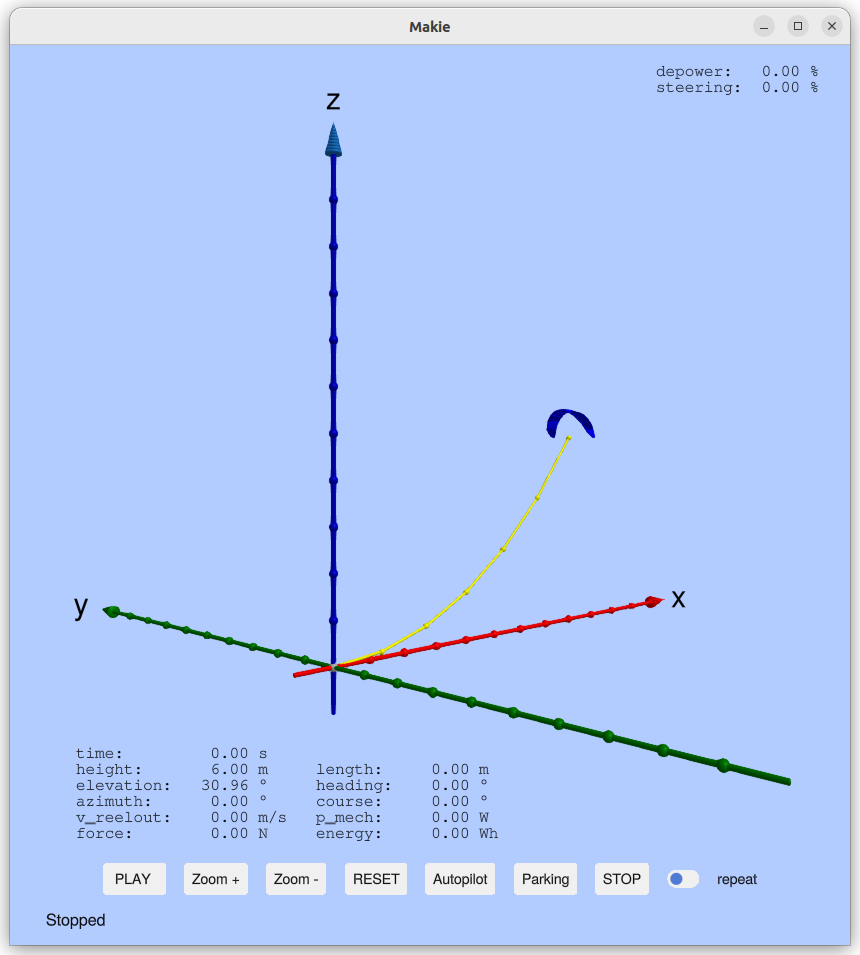 Makie
depower: 0.00 %
steering: 0.00 %
z
y
x
time: 0.00 s
height: 6.00 m length: 0.00 m
elevation: 30.96 ° heading: 0.00 °
azimuth: 0.00 ° course: 0.00 °
v_reelout: 0.00 m/s p_mech: 0.00 W
force: 0.00 N energy: 0.00 Wh
PLAY Zoom + Zoom - RESET Autopilot Parking STOP repeat
Stopped